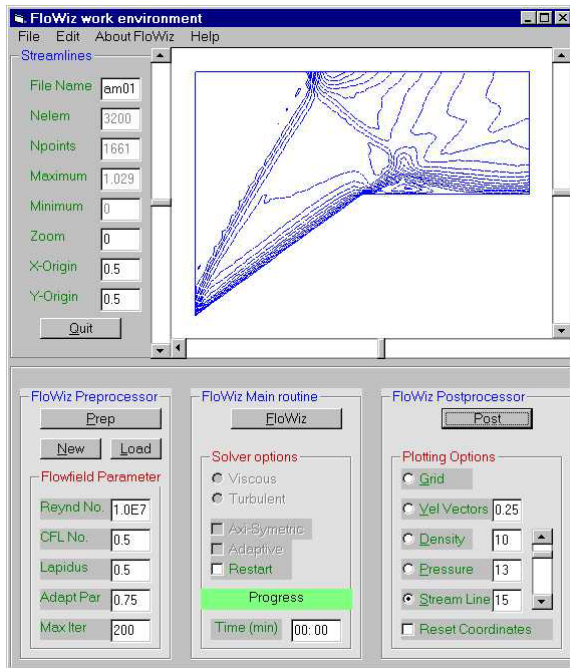 FloWiz work environment
File Edit About FloWiz Help
Streamlines
File Name am01
Nelem 3200
Npoints 1661
Maximum 1.029
Minimum 0
Zoom 0
X-Origin 0.5
Y-Origin 0.5
Quit
FloWiz Preprocessor
Prep
New Load
Flowfield Parameter
Reynd No. 1.0E7
CFL No. 0.5
Lapidus 0.5
Adapt Par 0.75
Max Iter 200
FloWiz Main routine
FloWiz
Solver options
Viscous
Turbulent
Axi-Symetric
Adaptive
Restart
Progress
Time (min) 00:00
FloWiz Postprocessor
Post
Plotting Options
Grid
Vel Vectors 0.25
Density 10
Pressure 13
Stream Line 15
Reset Coordinates